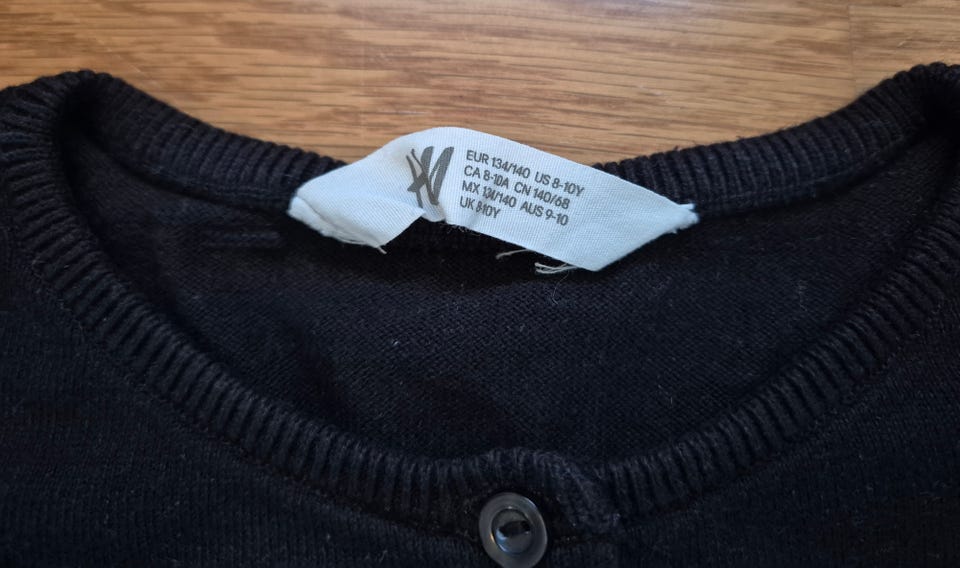 HM
EUR 134/140 US 8-10Y
CA 8-10A CN 140/68
MX 134/140 AUS 9-10
UK 8-10Y